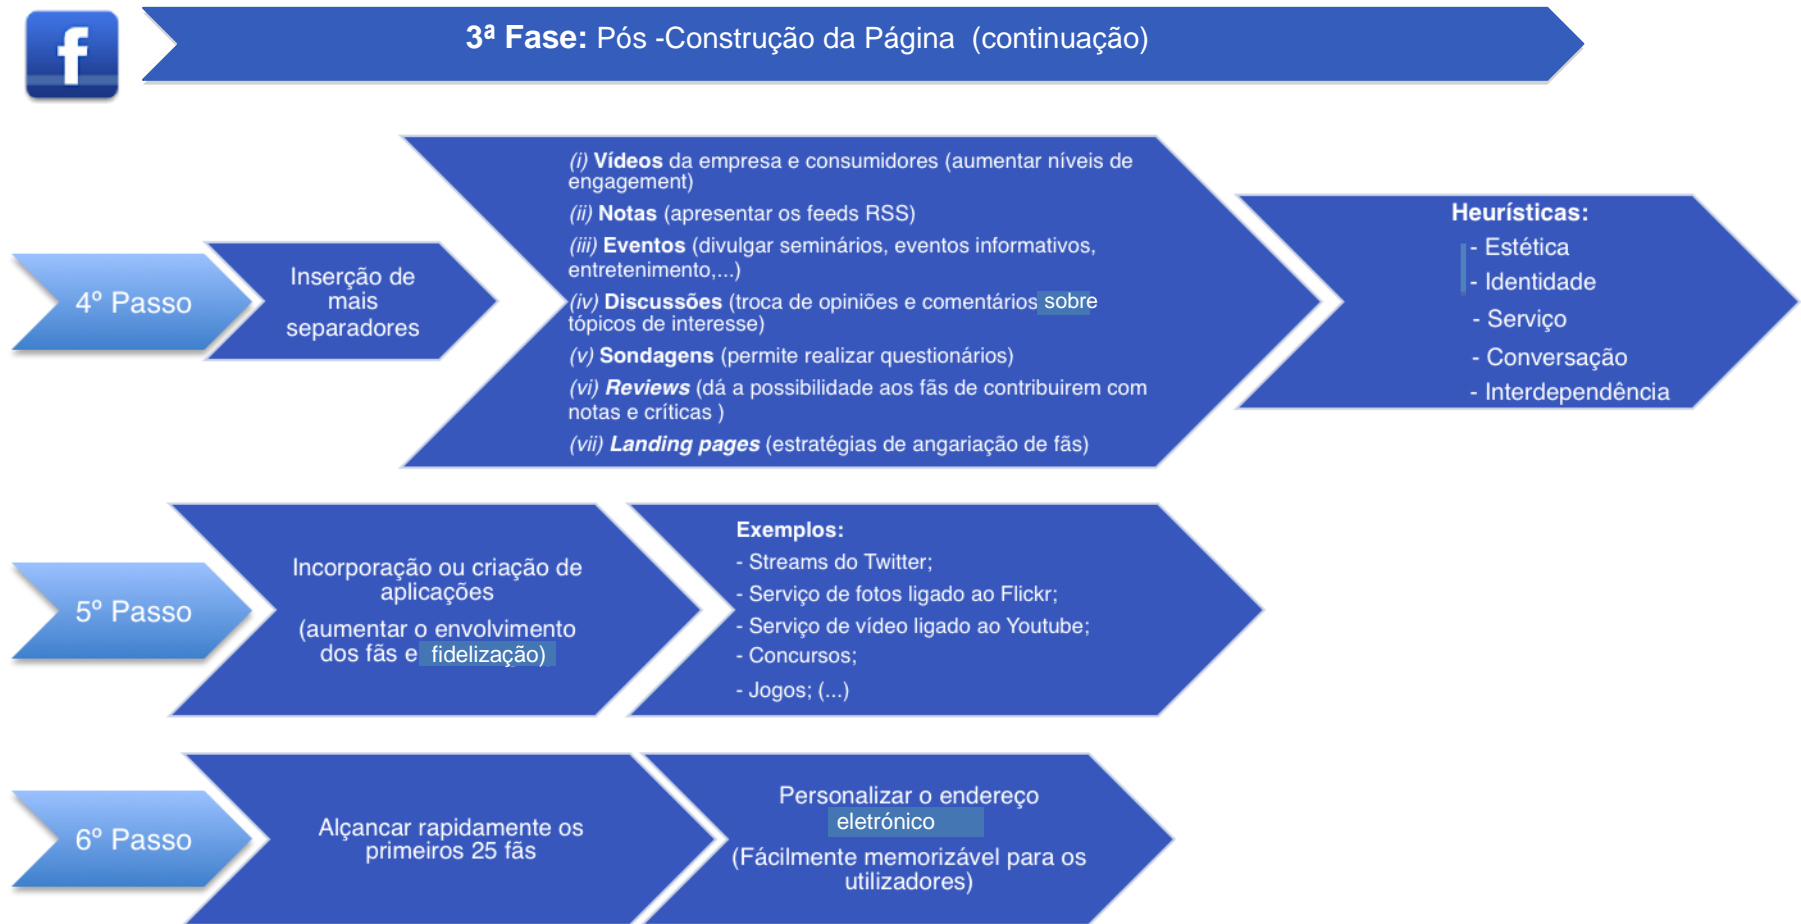 f
3ª Fase: Pós -Construção da Página (continuação)
4º Passo
Inserção de
mais
separadores
(i) Vídeos da empresa e consumidores (aumentar níveis de
engagement)
(ii) Notas (apresentar os feeds RSS)
(iii) Eventos (divulgar seminários, eventos informativos,
entretenimento,...)
(iv) Discussões (troca de opiniões e comentários sobre
tópicos de interesse)
(v) Sondagens (permite realizar questionários)
(vi) Reviews (dá a possibilidade aos fãs de contribuirem com
notas e críticas )
(vii) Landing pages (estratégias de angariação de fãs)
Heurísticas:
- Estética
- Identidade
- Serviço
- Conversação
- Interdependência
5º Passo
Incorporação ou criação de
aplicações
(aumentar o envolvimento
dos fãs e fidelização)
Exemplos:
- Streams do Twitter;
- Serviço de fotos ligado ao Flickr;
- Serviço de vídeo ligado ao Youtube;
- Concursos;
- Jogos; (...)
6º Passo
Alçancar rapidamente os
primeiros 25 fãs
Personalizar o endereço
eletrónico
(Fácilmente memorizável para os
utilizadores)